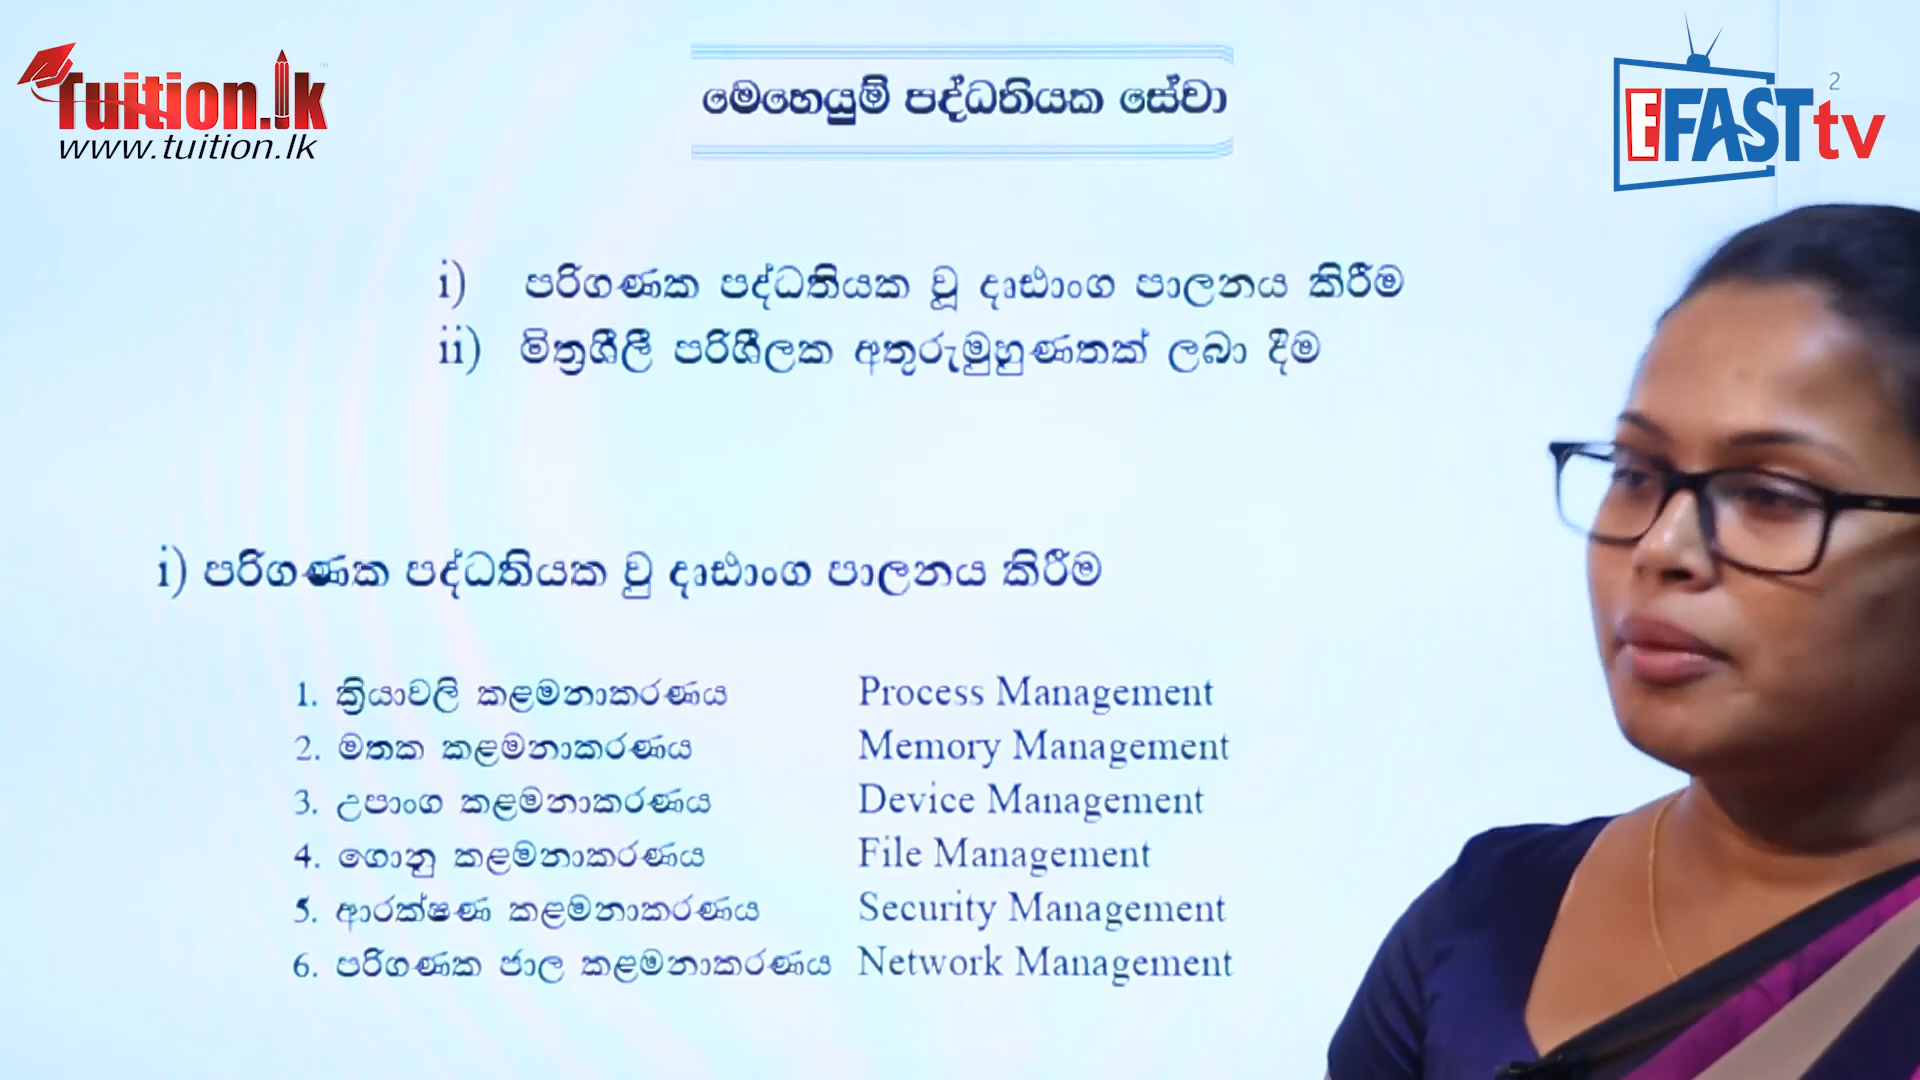 Tuition.lk
www.tuition.lk
EFAST tv
2
මෙහෙයුම් පද්ධතියක සේවා
i) පරිගණක පද්ධතියක වූ දෘඪාංග පාලනය කිරීම
ii) මිත්‍රශීලී පරිශීලක අතුරුමුහුණතක් ලබා දීම
i) පරිගණක පද්ධතියක වු දෘඪාංග පාලනය කිරීම
1. ක්‍රියාවලි කළමනාකරණය Process Management
2. මතක කළමනාකරණය Memory Management
3. උපාංග කළමනාකරණය Device Management
4. ගොනු කළමනාකරණය File Management
5. ආරක්ෂණ කළමනාකරණය Security Management
6. පරිගණක ජාල කළමනාකරණය Network Management